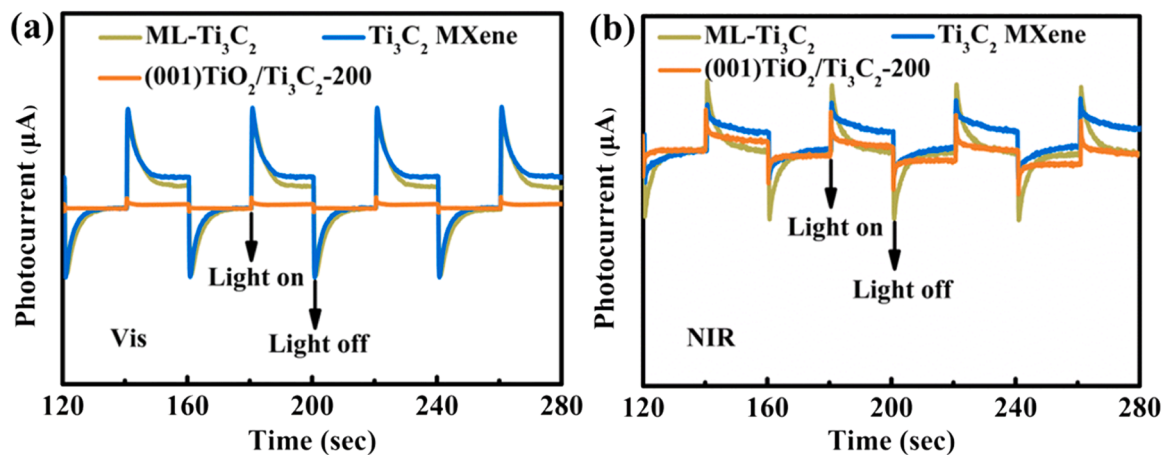 (a)
ML-Ti₃C₂
Ti₃C₂ MXene
(001)TiO₂/Ti₃C₂-200
Photocurrent (μA)
Light on
Light off
Vis
120
160
200
240
280
Time (sec)
(b)
ML-Ti₃C₂
Ti₃C₂ MXene
(001)TiO₂/Ti₃C₂-200
Photocurrent (μA)
Light on
Light off
NIR
120
160
200
240
280
Time (sec)